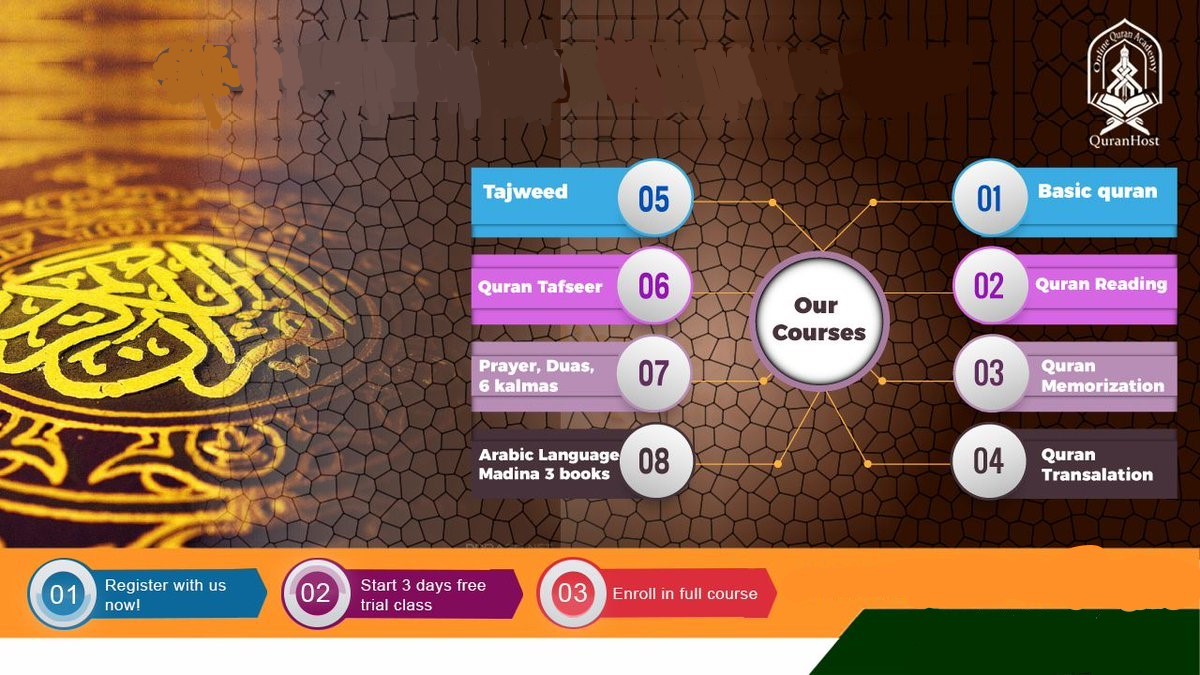 Online Quran Academy
QuranHost
Our
Courses
01
Basic quran
02
Quran Reading
03
Quran
Memorization
04
Quran
Transalation
05
Tajweed
06
Quran Tafseer
07
Prayer, Duas,
6 kalmas
08
Arabic Language
Madina 3 books
01
Register with us
now!
02
Start 3 days free
trial class
03
Enroll in full course